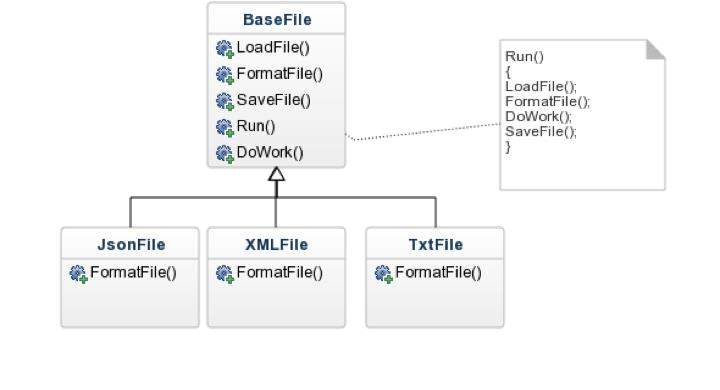 BaseFile
LoadFile()
FormatFile()
SaveFile()
Run()
DoWork()
Run()
{
LoadFile();
FormatFile();
DoWork();
SaveFile();
}
JsonFile
FormatFile()
XMLFile
FormatFile()
TxtFile
FormatFile()